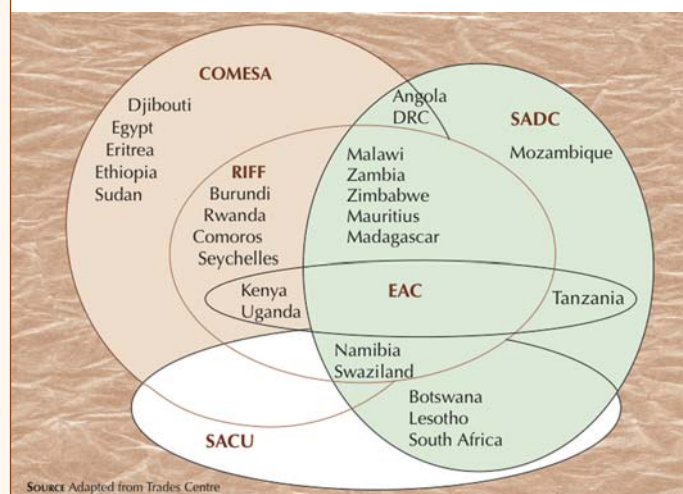 COMESA
Djibouti
Egypt
Eritrea
Ethiopia
Sudan
Angola
DRC
SADC
Mozambique
RIFF
Burundi
Rwanda
Comoros
Seychelles
Malawi
Zambia
Zimbabwe
Mauritius
Madagascar
Kenya
Uganda
EAC
Tanzania
Namibia
Swaziland
Botswana
Lesotho
South Africa
SACU
SOURCE Adapted from Trades Centre